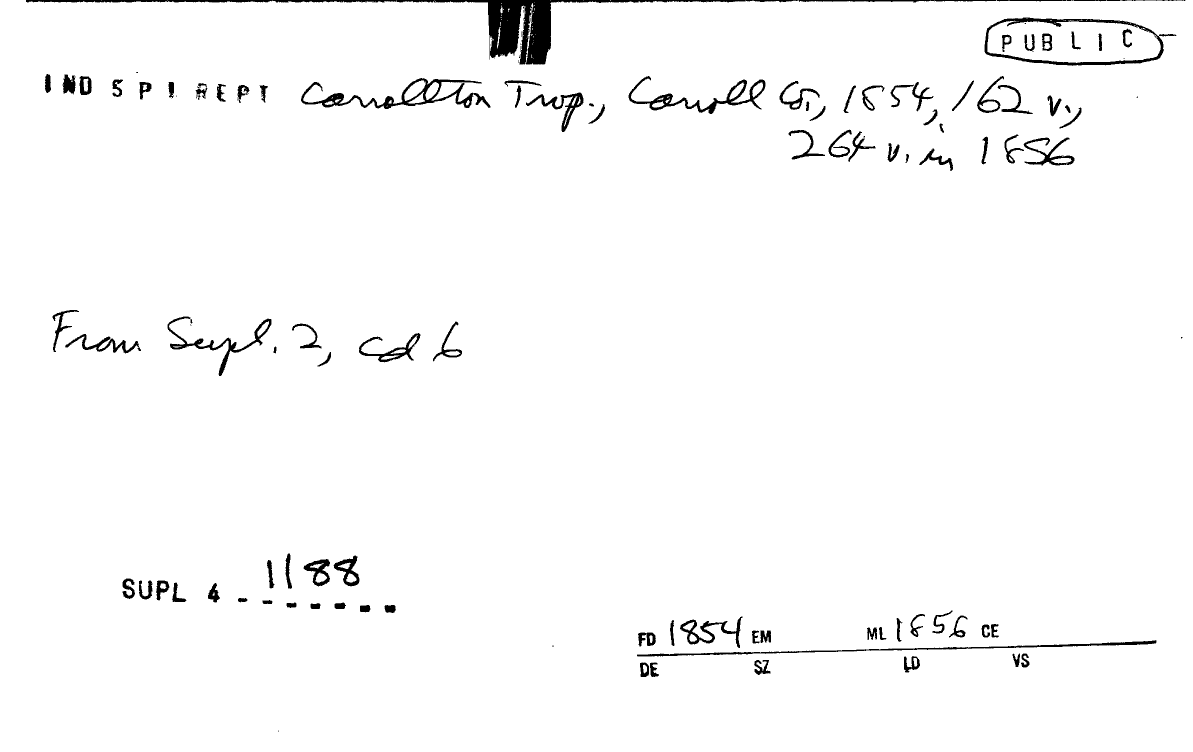 PUBLIC
IND SPI REPT Carrollton Twp., Carroll Co., 1854, 162 v.,
264 v. in 1856
From Supl. 2, cd 6
SUPL 4 - 1188
FD 1854 EM ML 1856 CE
DE SZ LD VS